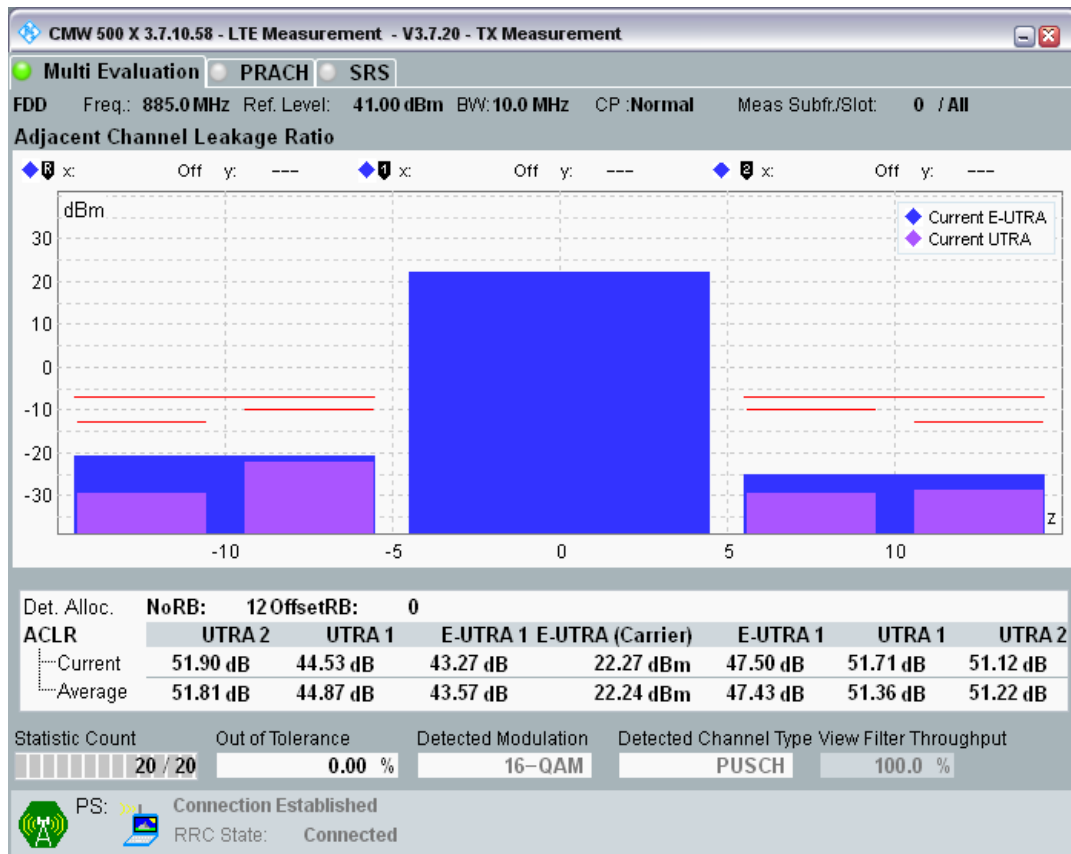 CMW 500 X 3.7.10.58 - LTE Measurement - V3.7.20 - TX Measurement
Multi Evaluation PRACH SRS
FDD Freq.: 885.0 MHz Ref. Level: 41.00 dBm BW: 10.0 MHz CP :Normal Meas Subfr./Slot: 0 / All
Adjacent Channel Leakage Ratio
R x: Off y: --- 1 x: Off y: --- 2 x: Off y: ---
dBm
Current E-UTRA
Current UTRA
30
20
10
0
-10
-20
-30
z
-10 -5 0 5 10
Det. Alloc. NoRB: 12 OffsetRB: 0
ACLR UTRA 2 UTRA 1 E-UTRA 1 E-UTRA (Carrier) E-UTRA 1 UTRA 1 UTRA 2
Current 51.90 dB 44.53 dB 43.27 dB 22.27 dBm 47.50 dB 51.71 dB 51.12 dB
Average 51.81 dB 44.87 dB 43.57 dB 22.24 dBm 47.43 dB 51.36 dB 51.22 dB
Statistic Count Out of Tolerance Detected Modulation Detected Channel Type View Filter Throughput
20 / 20 0.00 % 16-QAM PUSCH 100.0 %
PS: Connection Established
RRC State: Connected